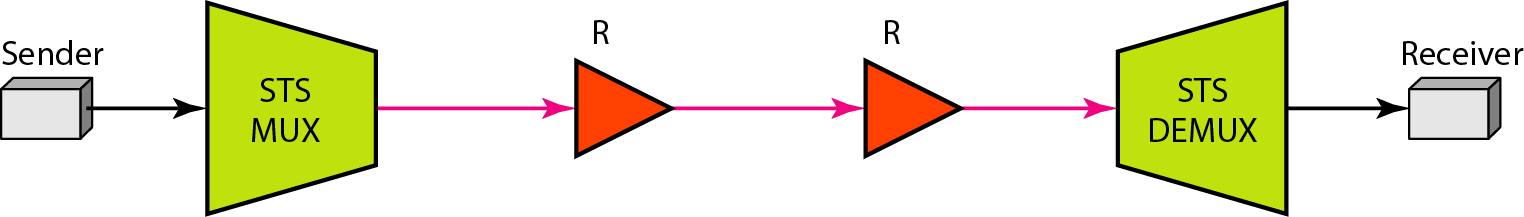 Sender
STS
MUX
R
R
STS
DEMUX
Receiver